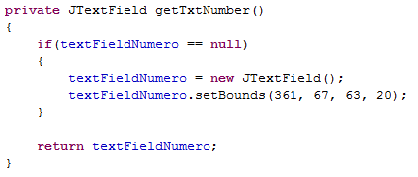 private JTextField getTxtNumber()
{
if(textFieldNumero == null)
{
textFieldNumero = new JTextField();
textFieldNumero.setBounds(361, 67, 63, 20);
}
return textFieldNumerc;
}